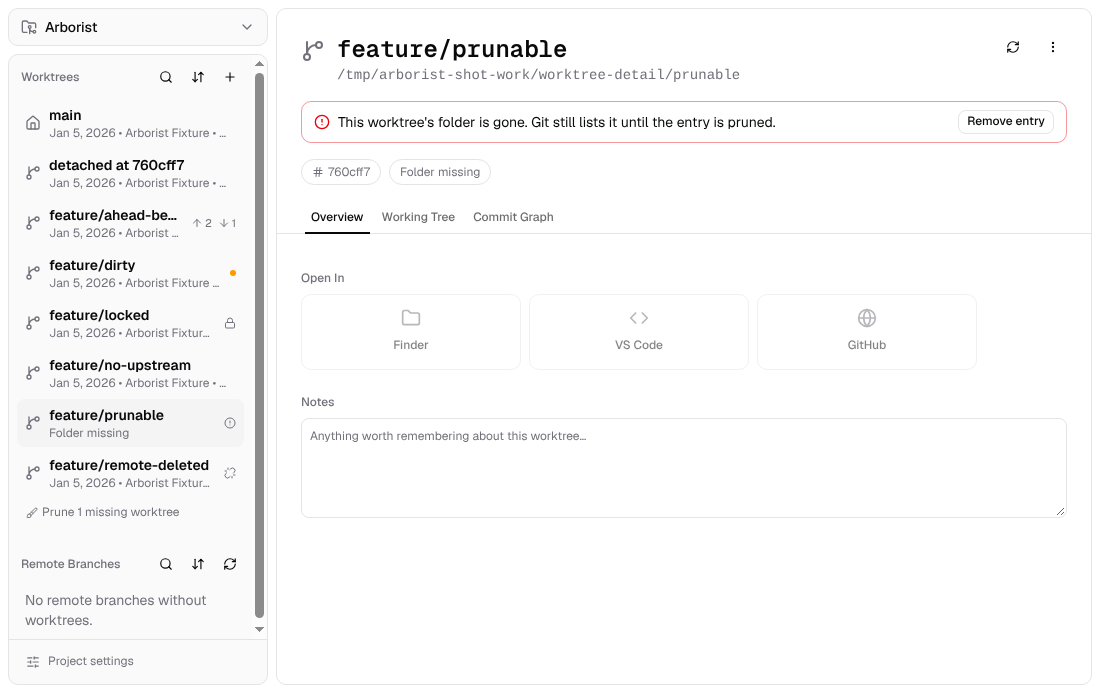 Arborist
Worktrees
main
Jan 5, 2026 • Arborist Fixture • …
detached at 760cff7
Jan 5, 2026 • Arborist Fixture • …
feature/ahead-be… ↑ 2 ↓ 1
Jan 5, 2026 • Arborist …
feature/dirty
Jan 5, 2026 • Arborist Fixture …
feature/locked
Jan 5, 2026 • Arborist Fixtur…
feature/no-upstream
Jan 5, 2026 • Arborist Fixture • …
feature/prunable
Folder missing
feature/remote-deleted
Jan 5, 2026 • Arborist Fixtur…
Prune 1 missing worktree
Remote Branches
No remote branches without
worktrees.
Project settings
feature/prunable
/tmp/arborist-shot-work/worktree-detail/prunable
This worktree's folder is gone. Git still lists it until the entry is pruned. Remove entry
# 760cff7 Folder missing
Overview Working Tree Commit Graph
Open In
Finder VS Code GitHub
Notes
Anything worth remembering about this worktree…